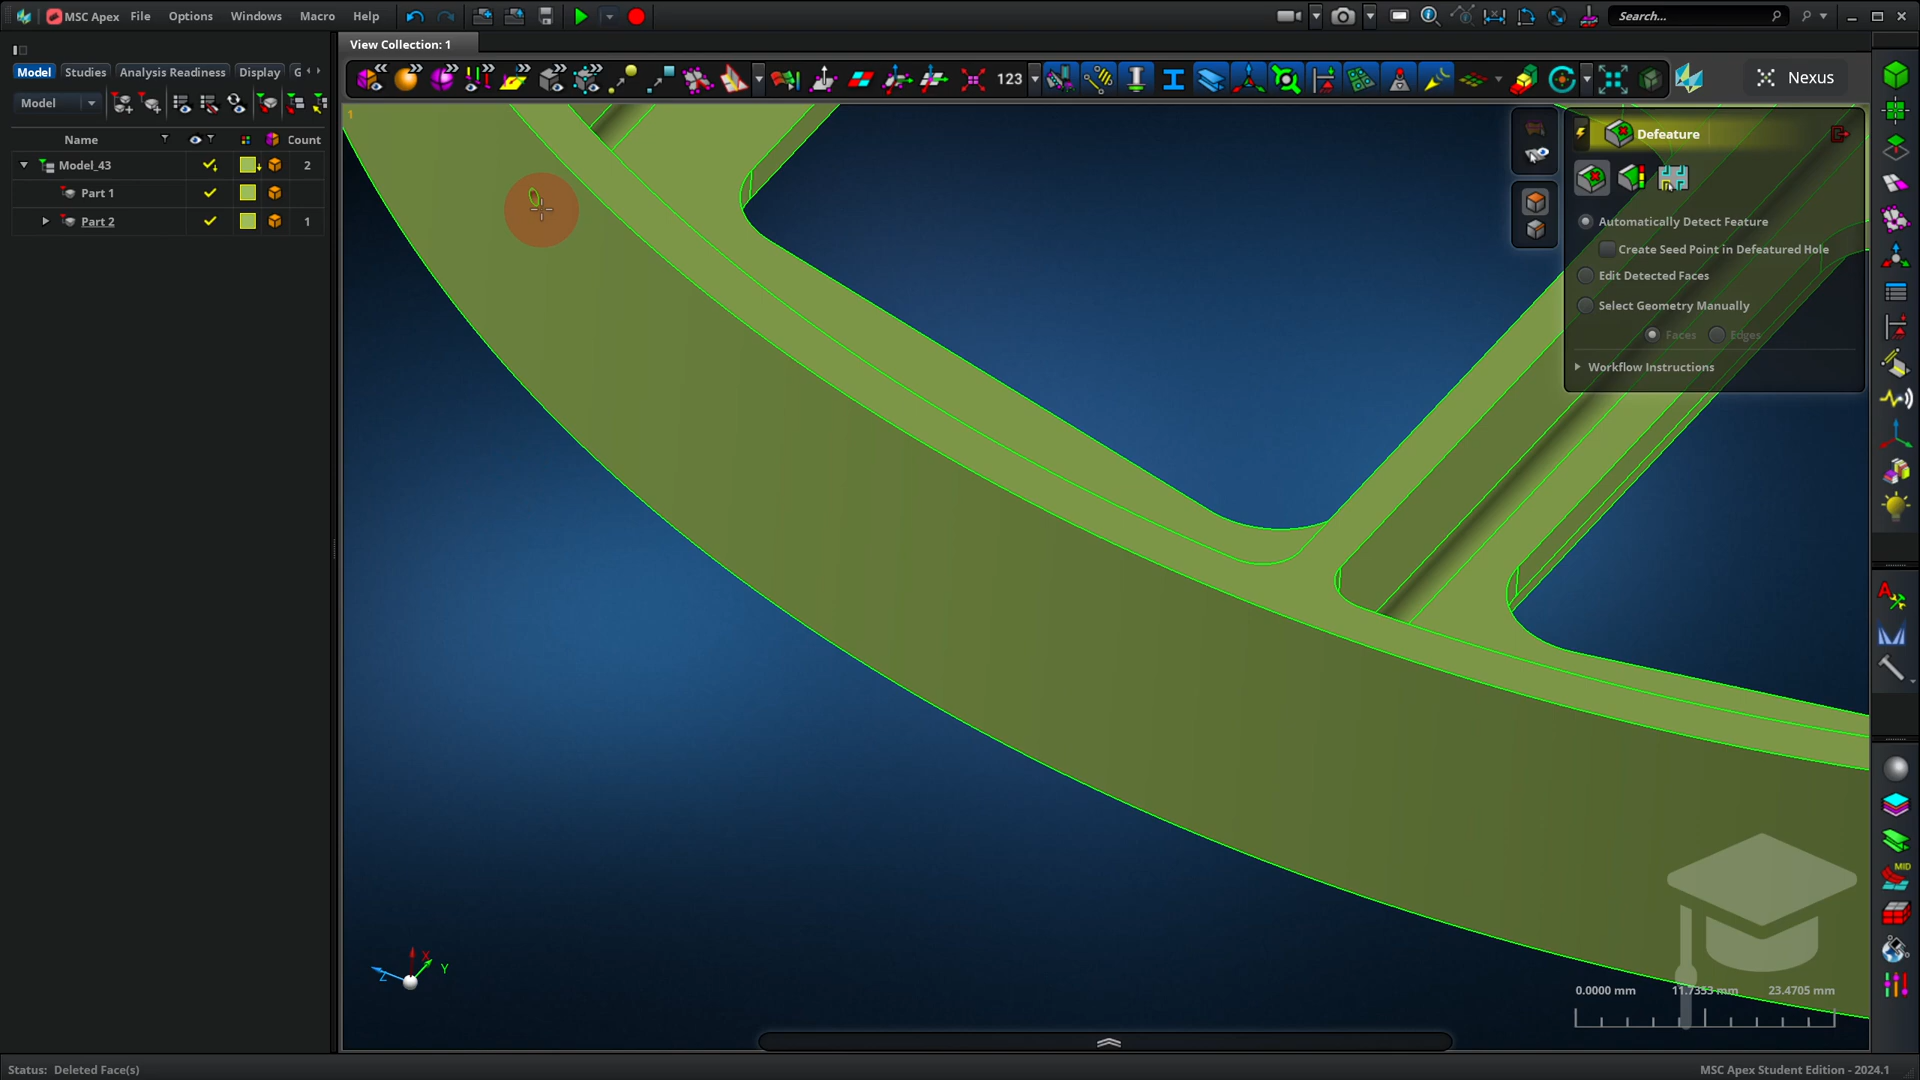 MSC Apex File Options Windows Macro Help Search...
View Collection: 1
Model Studies Analysis Readiness Display G
123 Nexus
Model
Name Count
Model_43 2
Part 1
Part 2 1
1
Defeature
Automatically Detect Feature
Create Seed Point in Defeatured Hole
Edit Detected Faces
Select Geometry Manually
Faces Edges
Workflow Instructions
MID
X
Y
Z
0.0000 mm 11.7353 mm 23.4705 mm
Status: Deleted Face(s) MSC Apex Student Edition - 2024.1